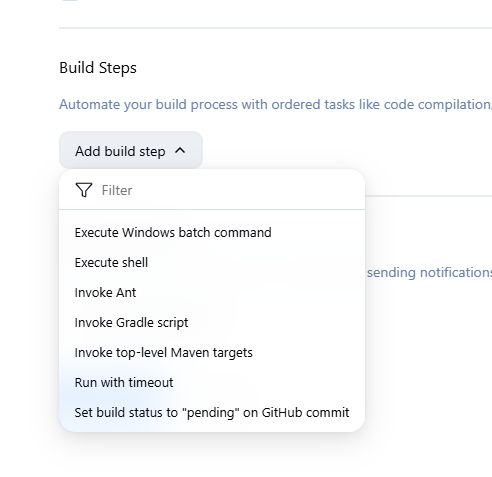 Build Steps
Automate your build process with ordered tasks like code compilation,
Add build step
Filter
Execute Windows batch command
Execute shell
sending notifications
Invoke Ant
Invoke Gradle script
Invoke top-level Maven targets
Run with timeout
Set build status to "pending" on GitHub commit